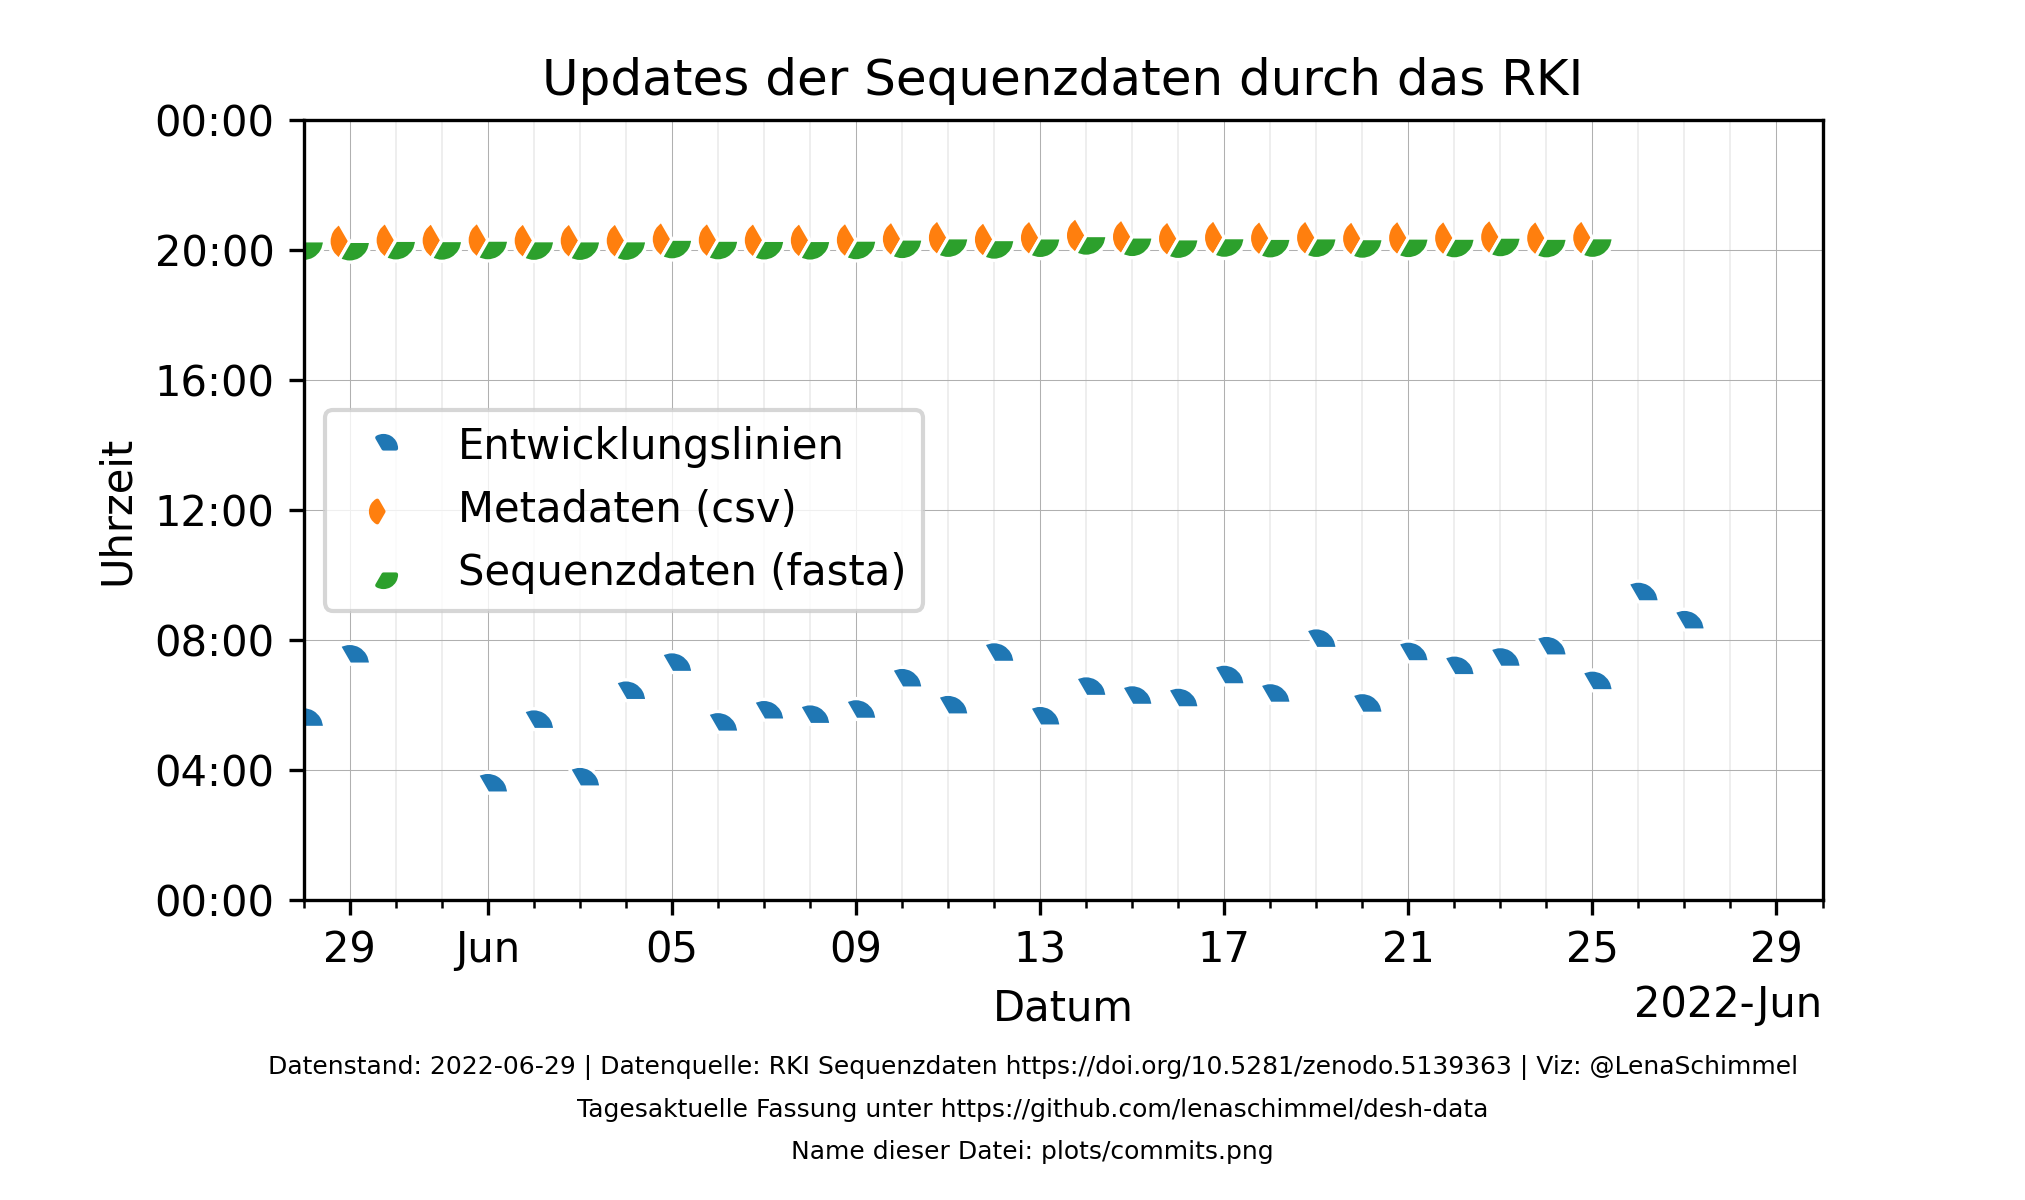 Updates der Sequenzdaten durch das RKI
00:00
20:00
16:00
12:00
08:00
04:00
00:00
Uhrzeit
Entwicklungslinien
Metadaten (csv)
Sequenzdaten (fasta)
29 Jun 05 09 13 17 21 25 29
Datum
2022-Jun
Datenstand: 2022-06-29 | Datenquelle: RKI Sequenzdaten https://doi.org/10.5281/zenodo.5139363 | Viz: @LenaSchimmel
Tagesaktuelle Fassung unter https://github.com/lenaschimmel/desh-data
Name dieser Datei: plots/commits.png